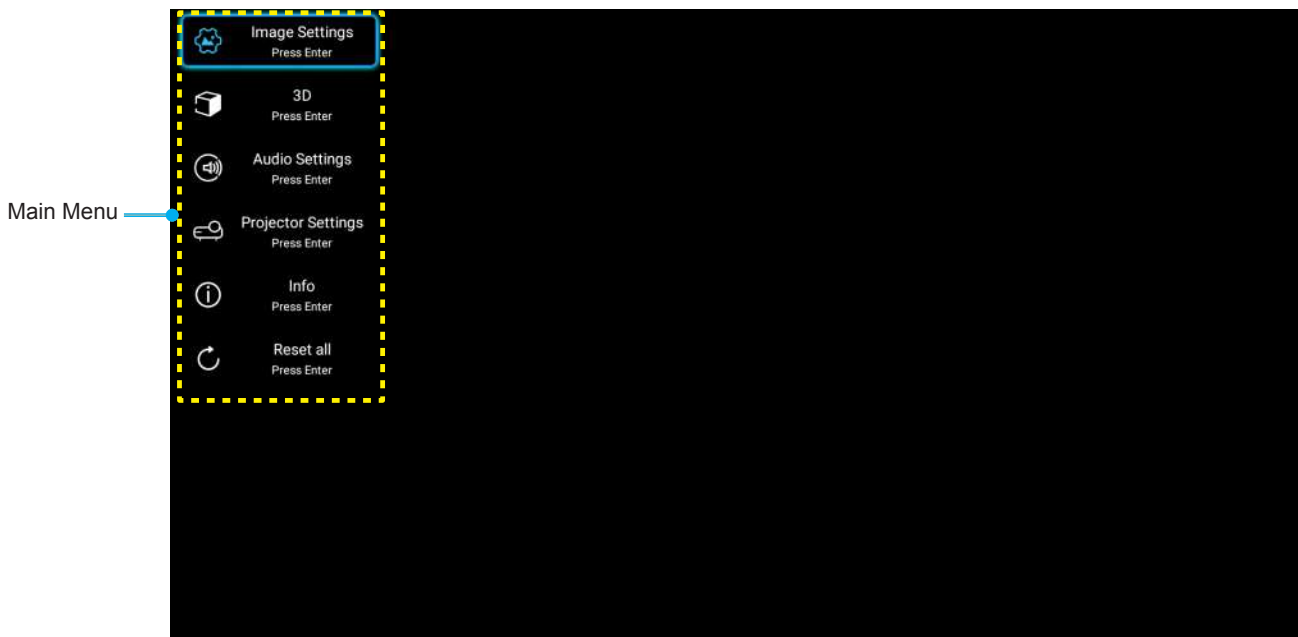 Image Settings
Press Enter
3D
Press Enter
Audio Settings
Press Enter
Main Menu
Projector Settings
Press Enter
Info
Press Enter
Reset all
Press Enter